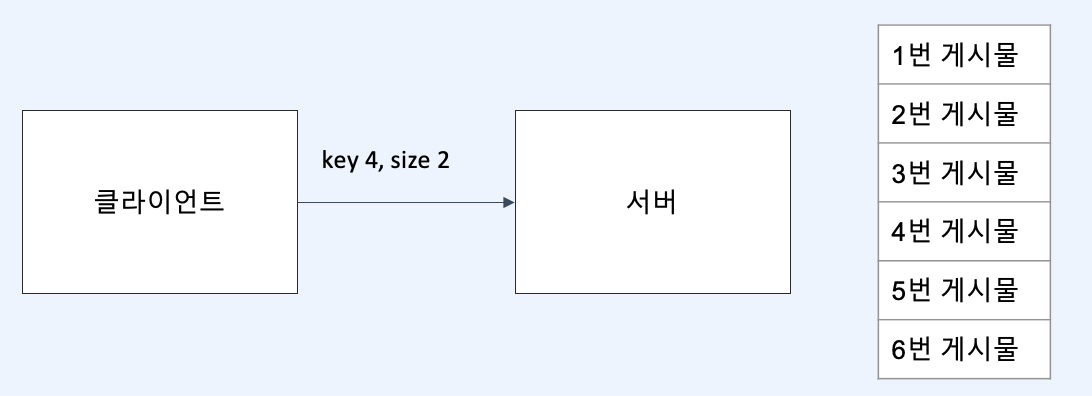 클라이언트
key 4, size 2
서버
1번 게시물
2번 게시물
3번 게시물
4번 게시물
5번 게시물
6번 게시물